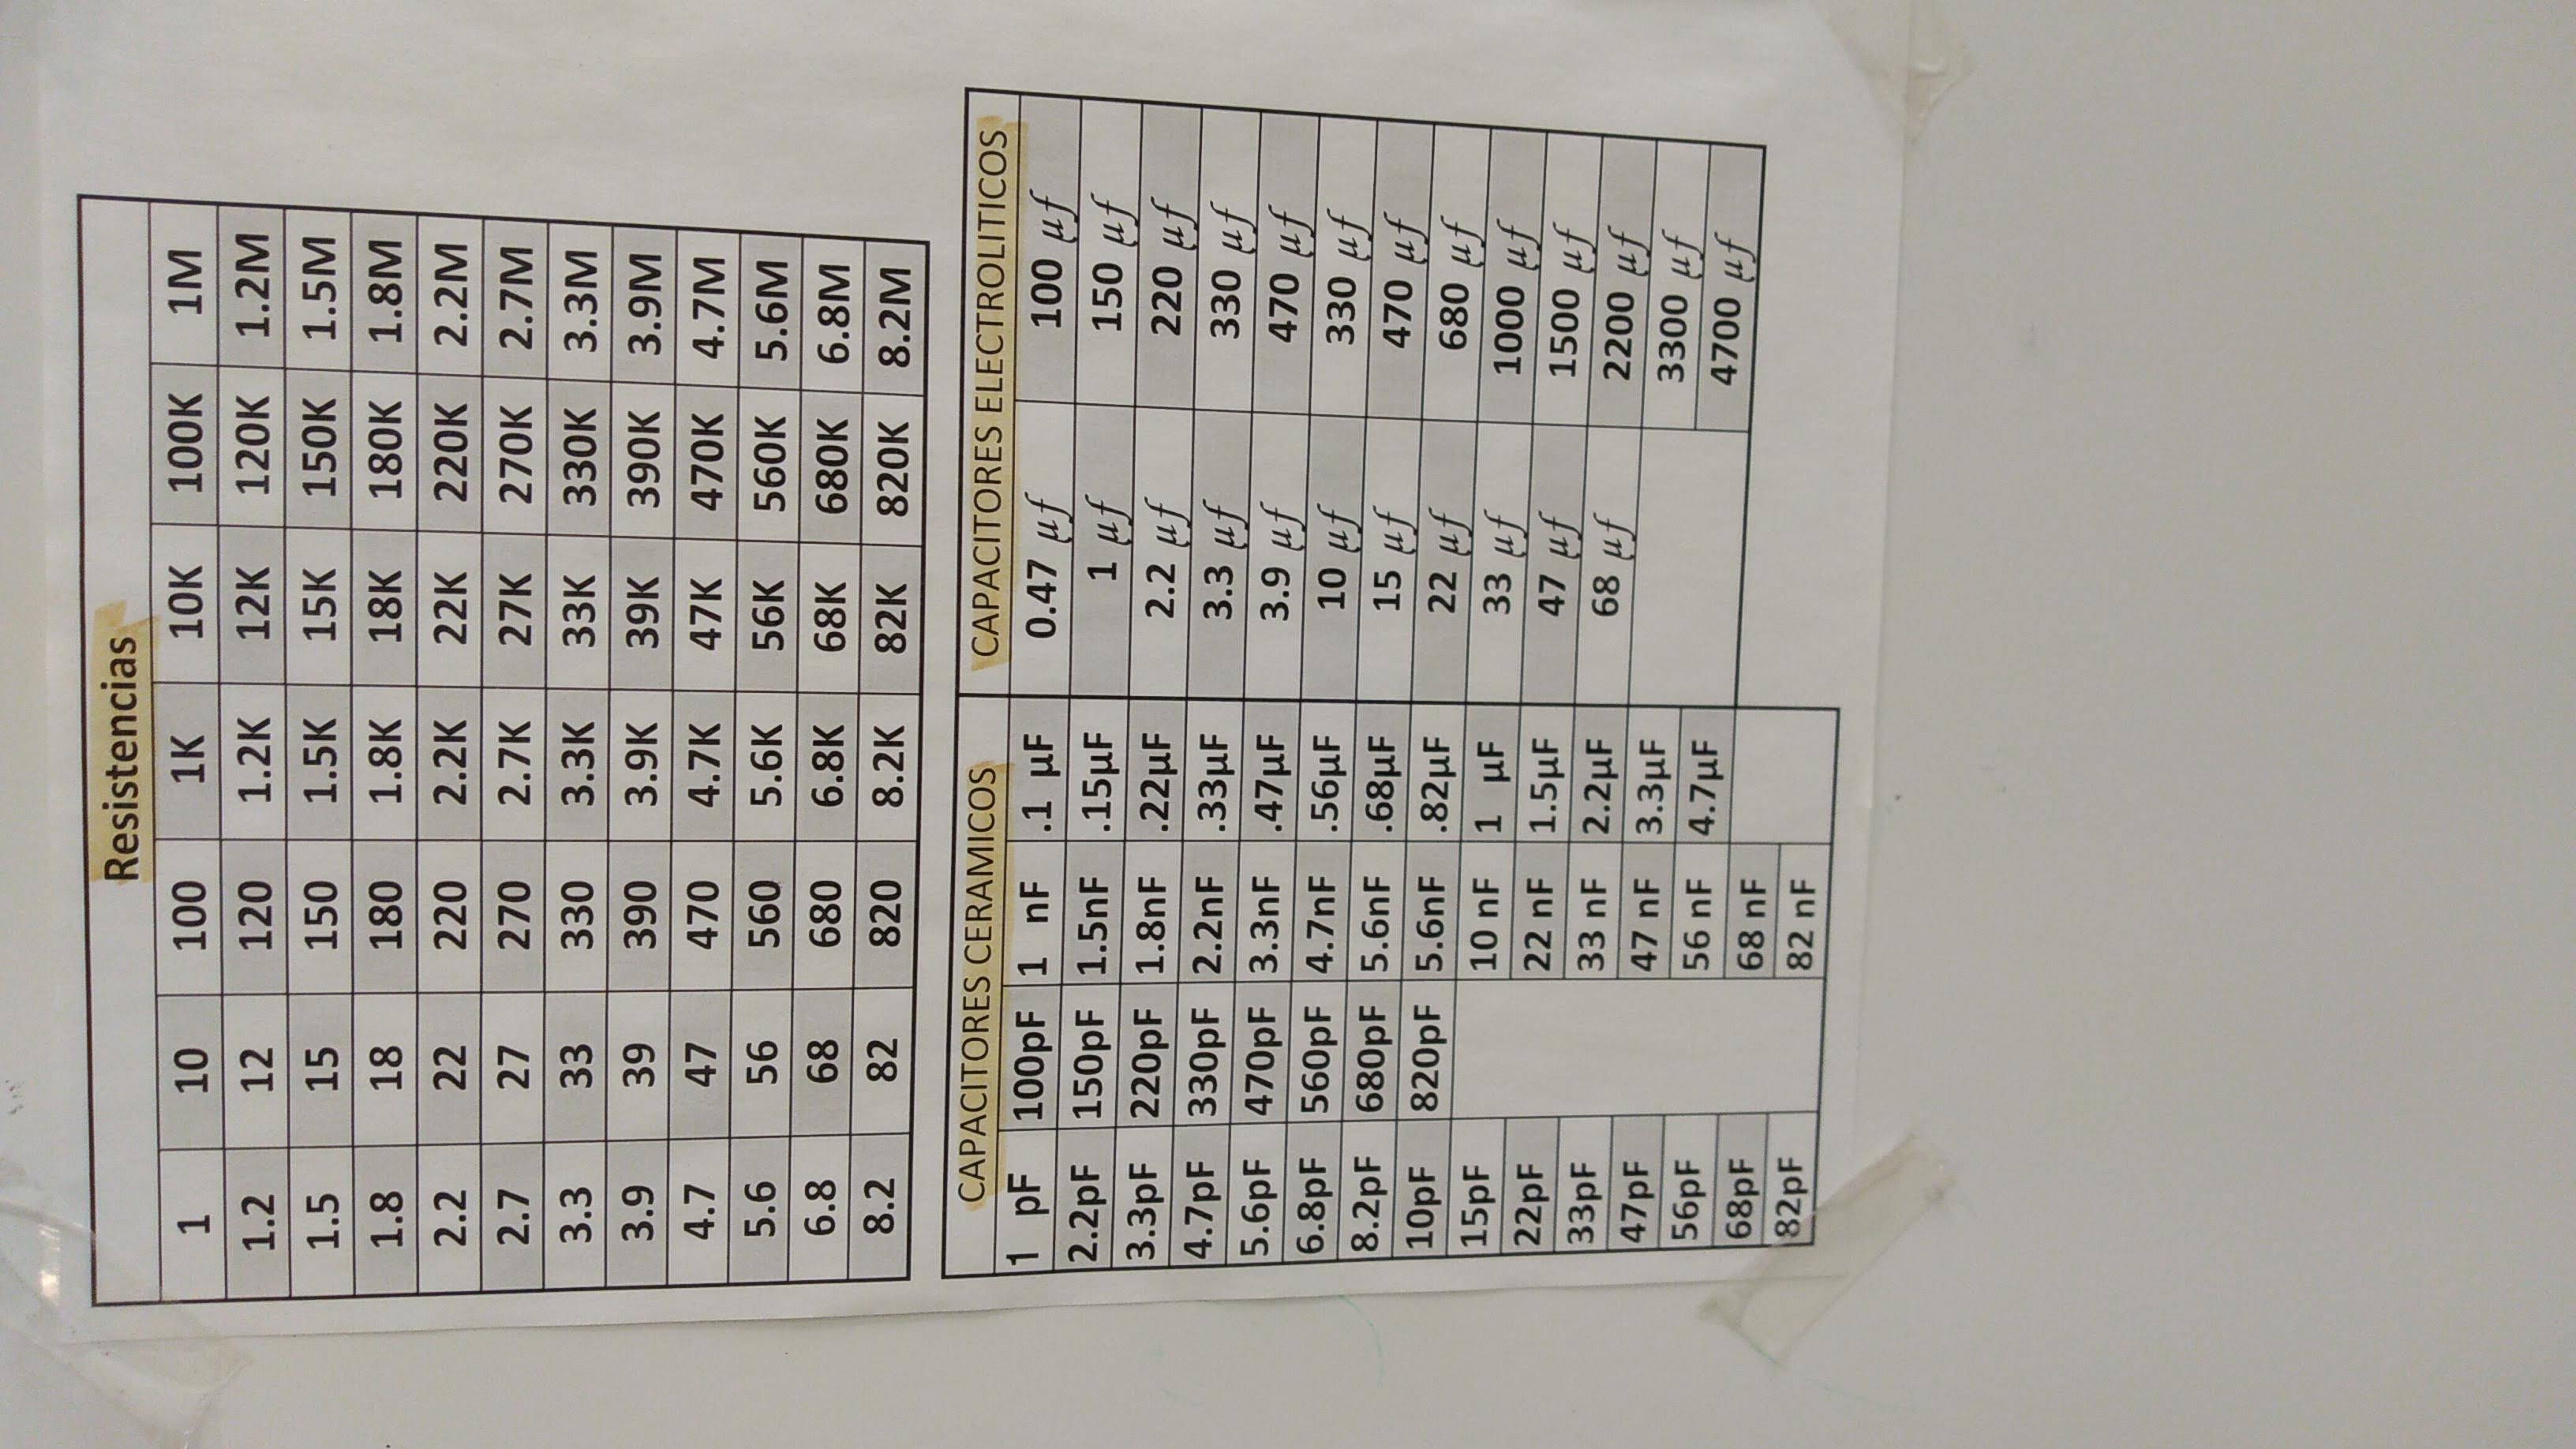 Resistencias
1 10 100 1K 10K 100K 1M
1.2 12 120 1.2K 12K 120K 1.2M
1.5 15 150 1.5K 15K 150K 1.5M
1.8 18 180 1.8K 18K 180K 1.8M
2.2 22 220 2.2K 22K 220K 2.2M
2.7 27 270 2.7K 27K 270K 2.7M
3.3 33 330 3.3K 33K 330K 3.3M
3.9 39 390 3.9K 39K 390K 3.9M
4.7 47 470 4.7K 47K 470K 4.7M
5.6 56 560 5.6K 56K 560K 5.6M
6.8 68 680 6.8K 68K 680K 6.8M
8.2 82 820 8.2K 82K 820K 8.2M
CAPACITORES CERAMICOS CAPACITORES ELECTROLITICOS
1 pF 100pF 1 nF .1 µF 0.47 µf 100 µf
2.2pF 150pF 1.5nF .15µF 1 µf 150 µf
3.3pF 220pF 1.8nF .22µF 2.2 µf 220 µf
4.7pF 330pF 2.2nF .33µF 3.3 µf 330 µf
5.6pF 470pF 3.3nF .47µF 3.9 µf 470 µf
6.8pF 560pF 4.7nF .56µF 10 µf 330 µf
8.2pF 680pF 5.6nF .68µF 15 µf 470 µf
10pF 820pF 5.6nF .82µF 22 µf 680 µf
15pF 10 nF 1 µF 33 µf 1000 µf
22pF 22 nF 1.5µF 47 µf 1500 µf
33pF 33 nF 2.2µF 68 µf 2200 µf
47pF 47 nF 3.3µF 3300 µf
56pF 56 nF 4.7µF 4700 µf
68pF 68 nF
82pF 82 nF